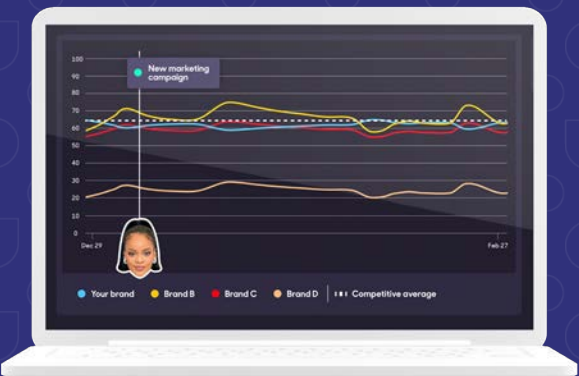 100
90
80
70
60
50
40
30
20
10
0
New marketing
campaign
Dec 29
Feb 27
Your brand
Brand B
Brand C
Brand D
Competitive average